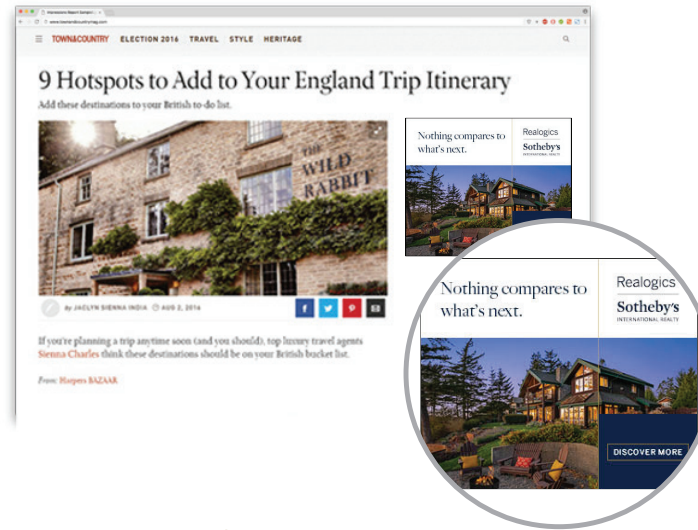 www.townandcountrymag.com
TOWN&COUNTRY ELECTION 2016 TRAVEL STYLE HERITAGE
9 Hotspots to Add to Your England Trip Itinerary
Add these destinations to your British to-do list.
THE
WILD
RABBIT
by JACLYN SIENNA INDIA AUG 2, 2016
If you're planning a trip anytime soon (and you should), top luxury travel agents
Sienna Charles think these destinations should be on your British bucket list.
From: Harpers BAZAAR
Nothing compares to
what's next.
Realogics
Sotheby's
INTERNATIONAL REALTY
Nothing compares to
what's next.
Realogics
Sotheby's
INTERNATIONAL REALTY
DISCOVER MORE